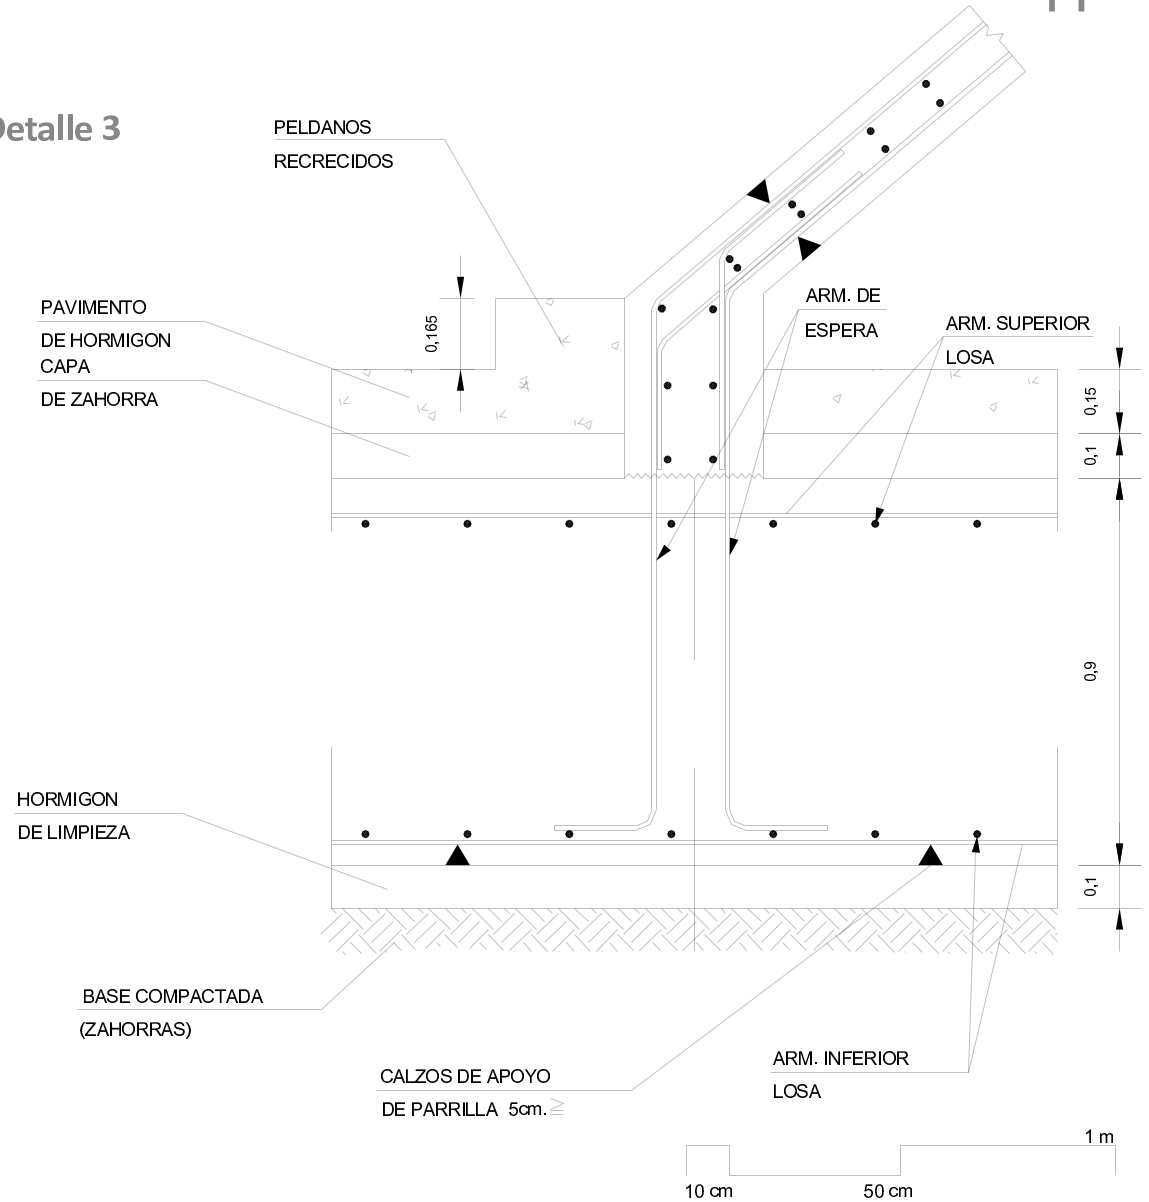 Detalle 3
PELDANOS
RECRECIDOS
PAVIMENTO
DE HORMIGON
CAPA
DE ZAHORRA
0,165
ARM. DE
ESPERA
ARM. SUPERIOR
LOSA
0,15
0,1
0,9
HORMIGON
DE LIMPIEZA
0,1
BASE COMPACTADA
(ZAHORRAS)
CALZOS DE APOYO
DE PARRILLA 5cm. ≥
ARM. INFERIOR
LOSA
1 m
10 cm
50 cm